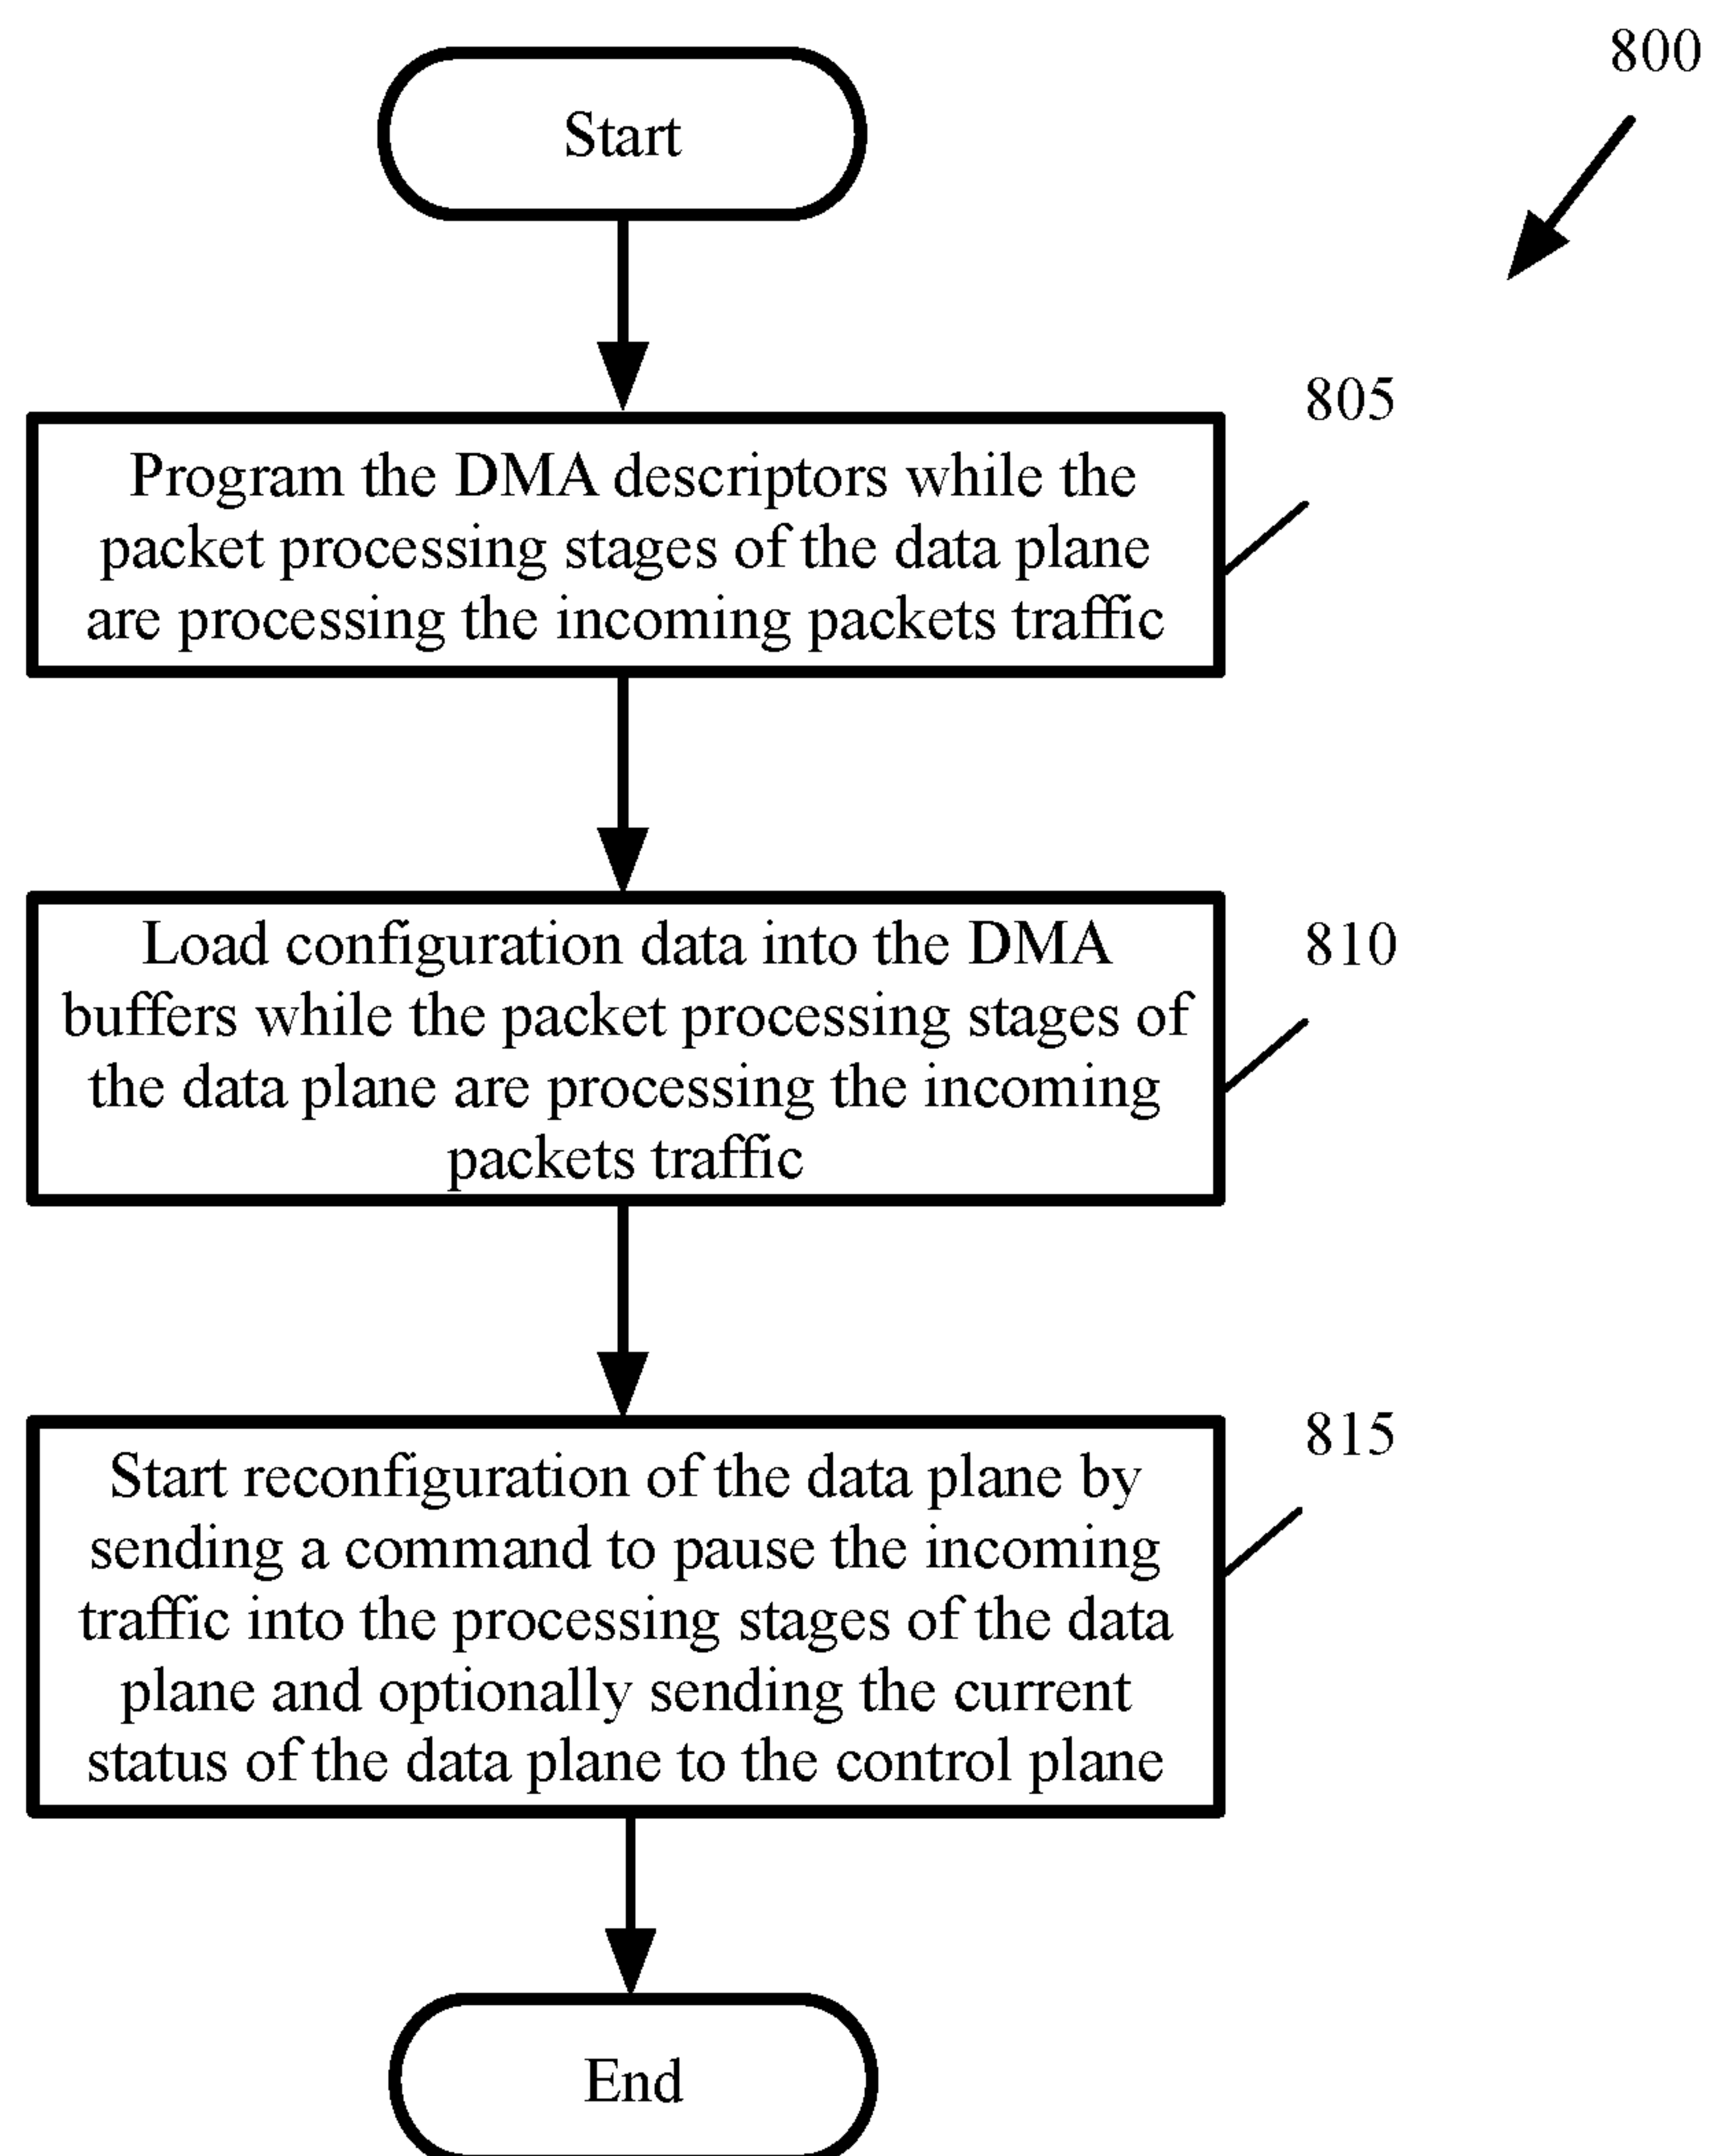 800
Start
805
Program the DMA descriptors while the
packet processing stages of the data plane
are processing the incoming packets traffic
810
Load configuration data into the DMA
buffers while the packet processing stages of
the data plane are processing the incoming
packets traffic
815
Start reconfiguration of the data plane by
sending a command to pause the incoming
traffic into the processing stages of the data
plane and optionally sending the current
status of the data plane to the control plane
End